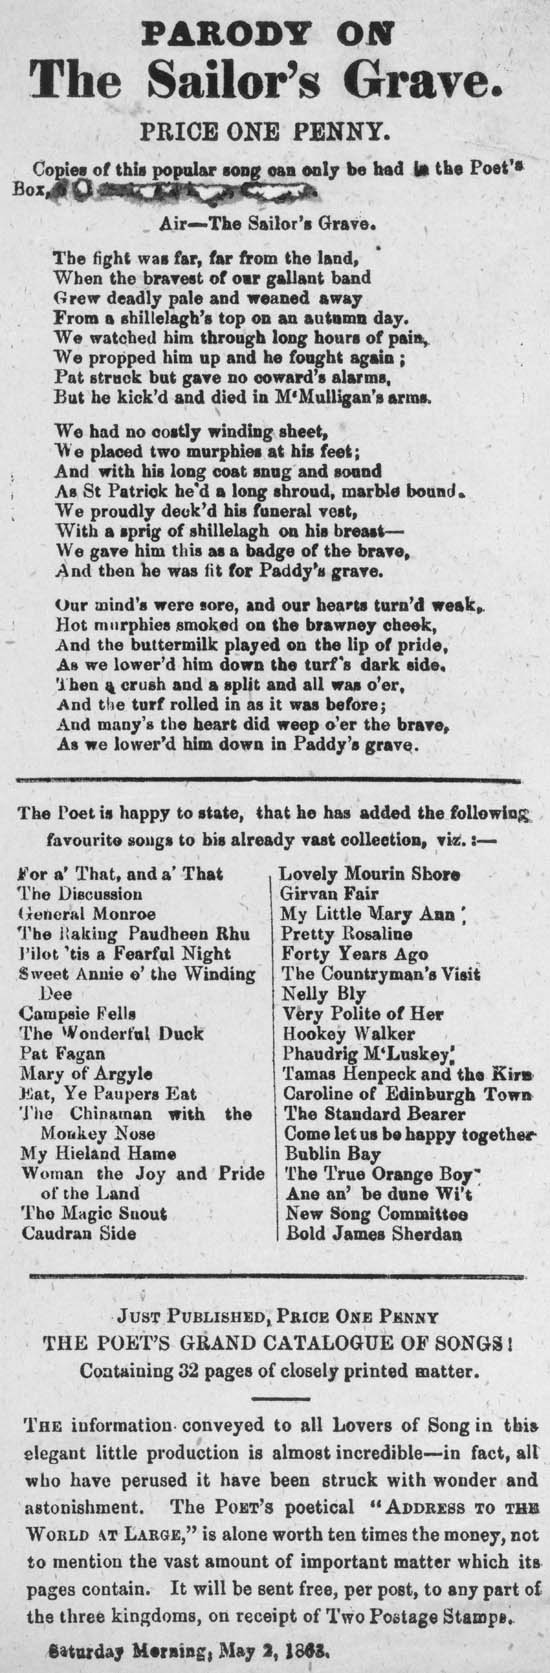 PARODY ON
The Sailor's Grave.
PRICE ONE PENNY.
Copies of this popular song can only be had in the Poet's
Box,
Air—The Sailor's Grave.
The fight was far, far from the land,
When the bravest of our gallant band
Grew deadly pale and weaned away
From a shillelagh's top on an autumn day.
We watched him through long hours of pain,
We propped him up and he fought again;
Pat struck but gave no coward's alarms,
But he kick'd and died in M'Mulligan's arms.
We had no costly winding sheet,
We placed two murphies at his feet;
And with his long coat snug and sound
As St Patrick he'd a long shroud, marble bound.
We proudly deck'd his funeral vest,
With a sprig of shillelagh on his breast—
We gave him this as a badge of the brave,
And then he was fit for Paddy's grave.
Our mind's were sore, and our hearts turn'd weak,
Hot murphies smoked on the brawney cheek,
And the buttermilk played on the lip of pride,
As we lower'd him down the turf's dark side.
Then a crush and a split and all was o'er,
And the turf rolled in as it was before;
And many's the heart did weep o'er the brave,
As we lower'd him down in Paddy's grave.
The Poet is happy to state, that he has added the following
favourite songs to his already vast collection, viz.:—
For a' That, and a' That
The Discussion
General Monroe
The Raking Paudheen Rhu
Pilot 'tis a Fearful Night
Sweet Annie o' the Winding
Dee
Campsie Fells
The Wonderful Duck
Pat Fagan
Mary of Argyle
Eat, Ye Paupers Eat
The Chinaman with the
Monkey Nose
My Hieland Hame
Woman the Joy and Pride
of the Land
The Magic Snout
Caudran Side
Lovely Mourin Shore
Girvan Fair
My Little Mary Ann
Pretty Rosaline
Forty Years Ago
The Countryman's Visit
Nelly Bly
Very Polite of Her
Hookey Walker
Phaudrig M'Luskey
Tamas Henpeck and the Kirn
Caroline of Edinburgh Town
The Standard Bearer
Come let us be happy together
Bublin Bay
The True Orange Boy
Ane an' be dune Wi't
New Song Committee
Bold James Sherdan
JUST PUBLISHED, PRICE ONE PENNY
THE POET'S GRAND CATALOGUE OF SONGS!
Containing 32 pages of closely printed matter.
THE information conveyed to all Lovers of Song in this
elegant little production is almost incredible—in fact, all
who have perused it have been struck with wonder and
astonishment. The POET'S poetical "ADDRESS TO THE
WORLD AT LARGE," is alone worth ten times the money, not
to mention the vast amount of important matter which its
pages contain. It will be sent free, per post, to any part of
the three kingdoms, on receipt of Two Postage Stamps.
Saturday Morning, May 2, 1863.